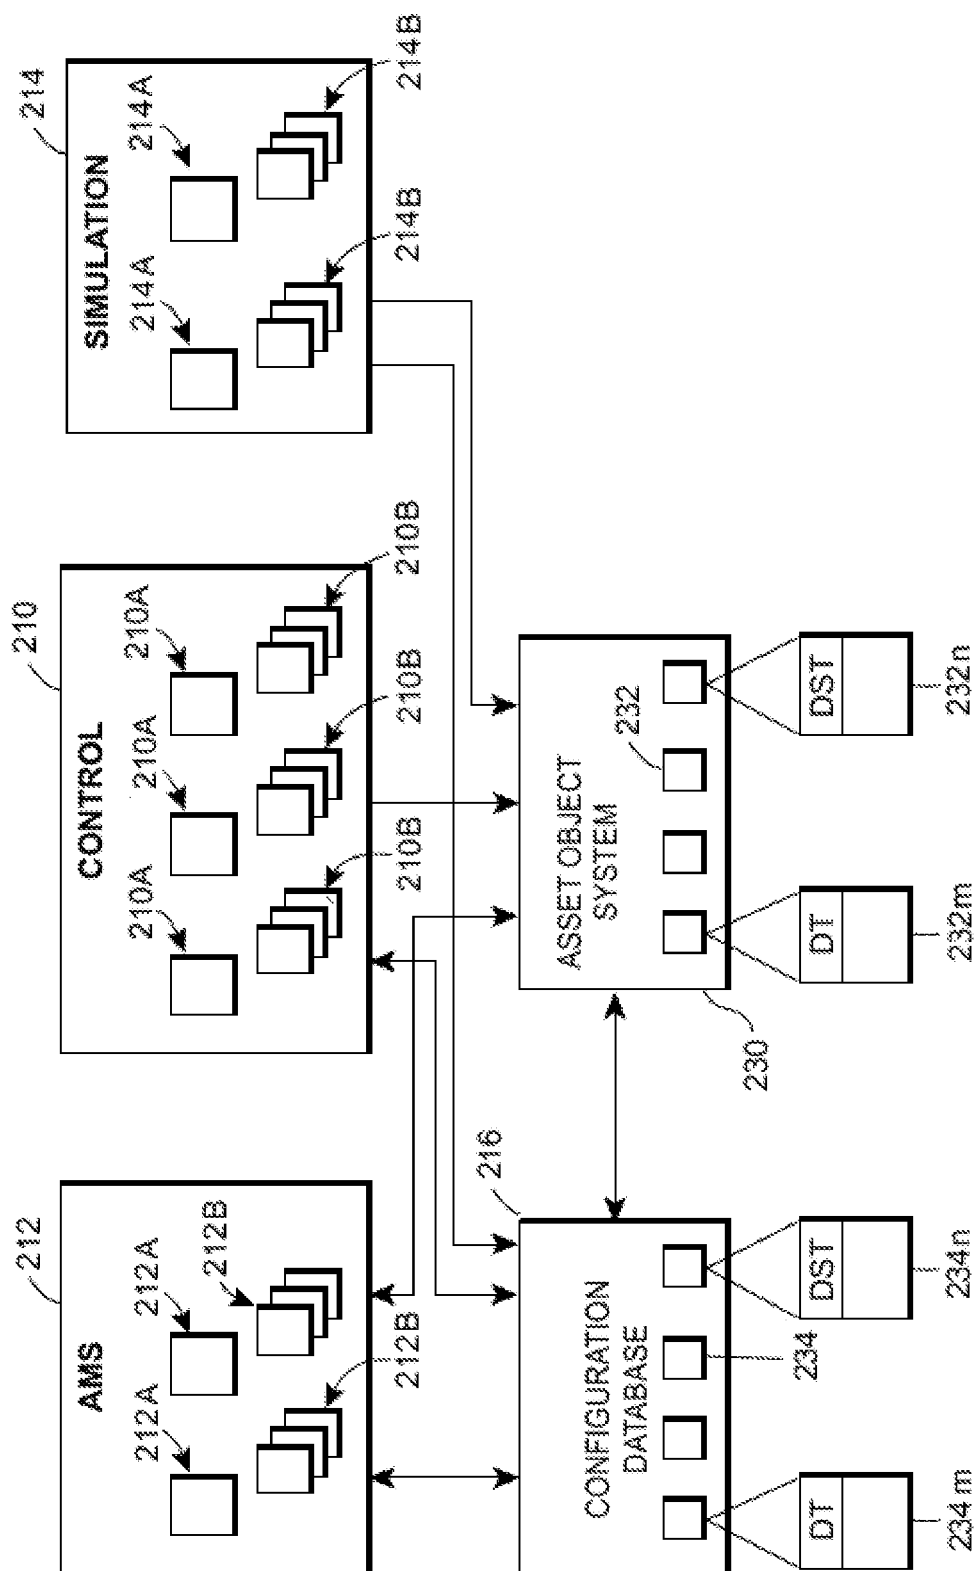 212
AMS
212A
212A
212B
212B
210
CONTROL
210A
210A
210A
210B
210B
210B
214
SIMULATION
214A
214A
214B
214B
216
CONFIGURATION
DATABASE
234
DT
DST
234m
234n
ASSET OBJECT
SYSTEM
232
230
DT
DST
232m
232n